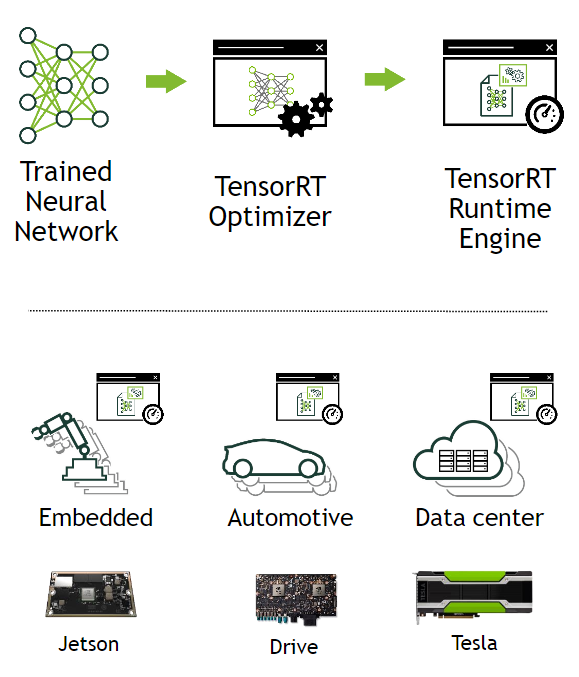 Trained
Neural
Network
TensorRT
Optimizer
TensorRT
Runtime
Engine
Embedded
Automotive
Data center
Jetson
Drive
Tesla